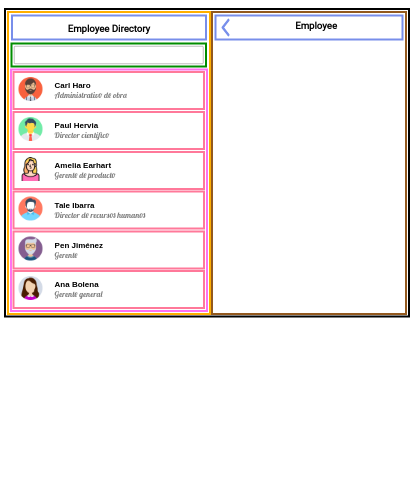 Employee Directory
Employee
Carl Haro
Administrativo de obra
Paul Hervia
Director científico
Amelia Earhart
Gerente de producto
Tale Ibarra
Director de recursos humanos
Pen Jiménez
Gerente
Ana Bolena
Gerente general